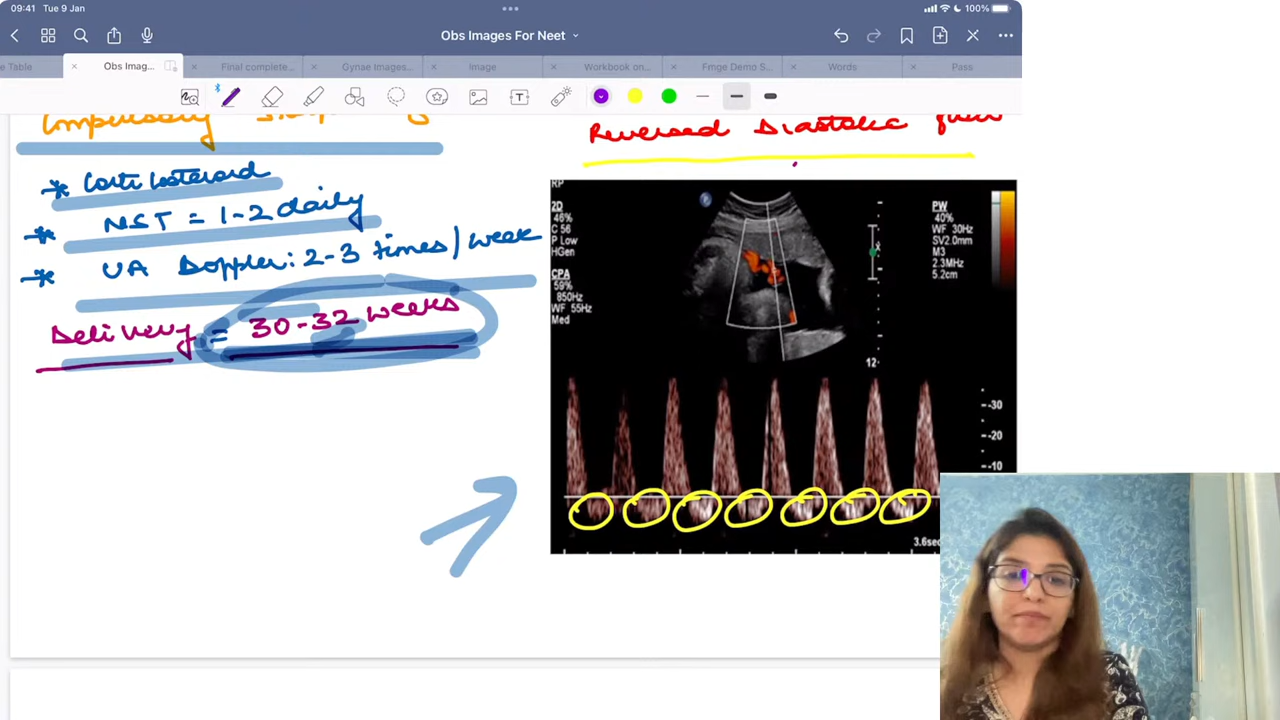 09:41 Tue 9 Jan
100%
Obs Images For Neet
e Table
Obs Imag...
Final complete...
Gynae Images...
Image
Workbook on...
Fmge Demo S...
Words
Pass
Reversed Diastolic flow
* Corticosteroid
* NST = 1-2 daily
* UA Doppler: 2-3 times/week
Delivery = 30-32 weeks
RP
2D
46%
C 56
P Low
HGen
CPA
59%
850Hz
WF 55Hz
Med
PW
40%
WF 30Hz
SV2.0mm
M3
2.3MHz
5.2cm
12
-30
-20
-10
3.6sec